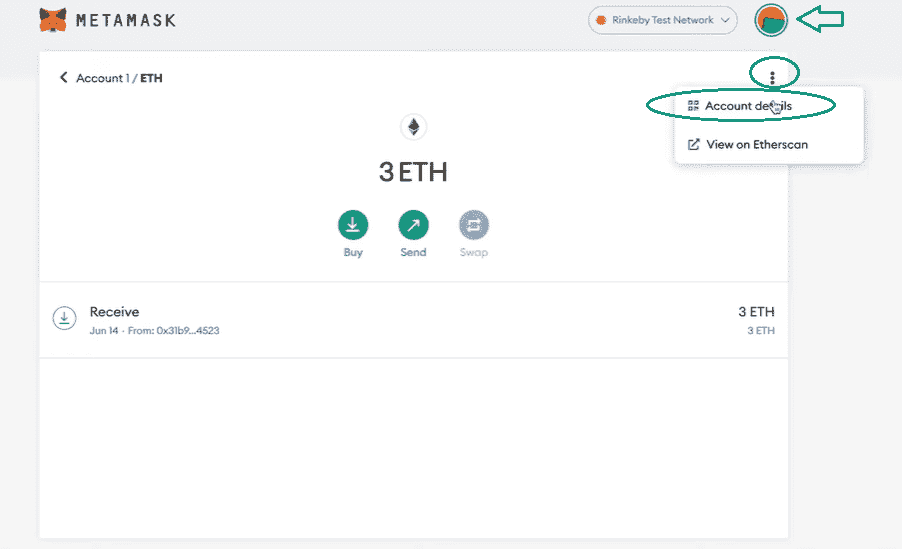 METAMASK
Rinkeby Test Network
Account 1 / ETH
Account details
View on Etherscan
3 ETH
Buy
Send
Swap
Receive
3 ETH
Jun 14 · From: 0x31b9...4523
3 ETH